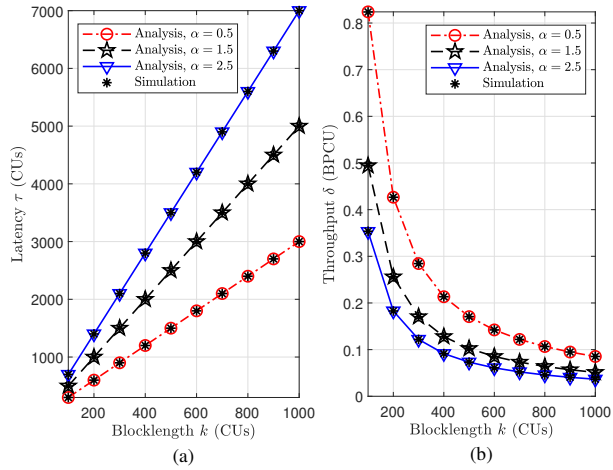 7000
6000
5000
4000
3000
2000
1000
Latency τ (CUs)
Analysis, α = 0.5
Analysis, α = 1.5
Analysis, α = 2.5
Simulation
200 400 600 800 1000
Blocklength k (CUs)
(a)
0.8
0.7
0.6
0.5
0.4
0.3
0.2
0.1
0
Throughput δ (BPCU)
Analysis, α = 0.5
Analysis, α = 1.5
Analysis, α = 2.5
Simulation
200 400 600 800 1000
Blocklength k (CUs)
(b)